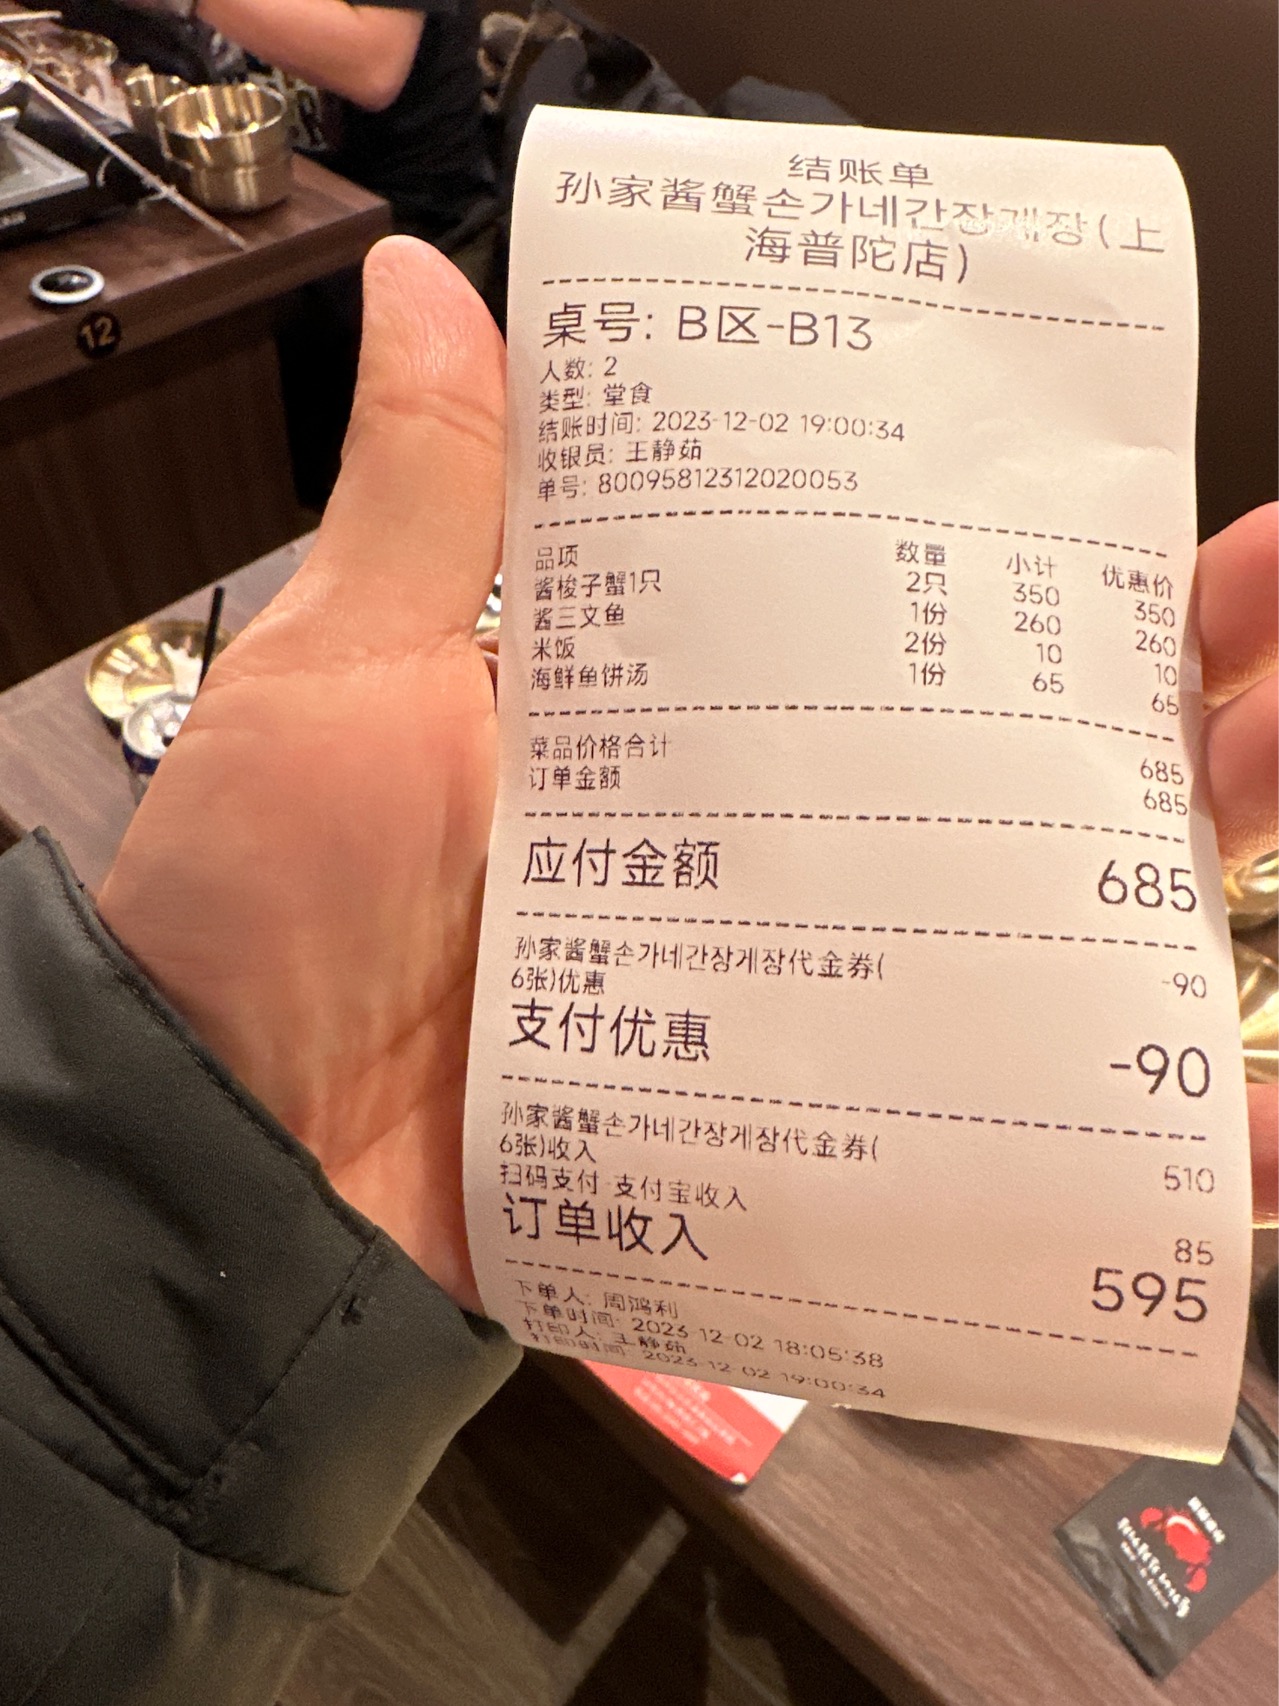 结账单
孙家酱蟹손가네간장게장(上
海普陀店)
桌号: B区-B13
人数: 2
类型: 堂食
结账时间: 2023-12-02 19:00:34
收银员: 王静茹
单号: 80095812312020053
品项 数量 小计 优惠价
酱梭子蟹1只 2只 350 350
酱三文鱼 1份 260 260
米饭 2份 10 10
海鲜鱼饼汤 1份 65 65
菜品价格合计 685
订单金额 685
应付金额 685
孙家酱蟹손가네간장게장代金券(
6张)优惠 -90
支付优惠 -90
孙家酱蟹손가네간장게장代金券(
6张)收入 510
扫码支付-支付宝收入 85
订单收入 595
下单人: 周鸿利
下单时间: 2023-12-02 18:05:38
打印人: 王静茹
打印时间: 2023-12-02 19:00:34
12